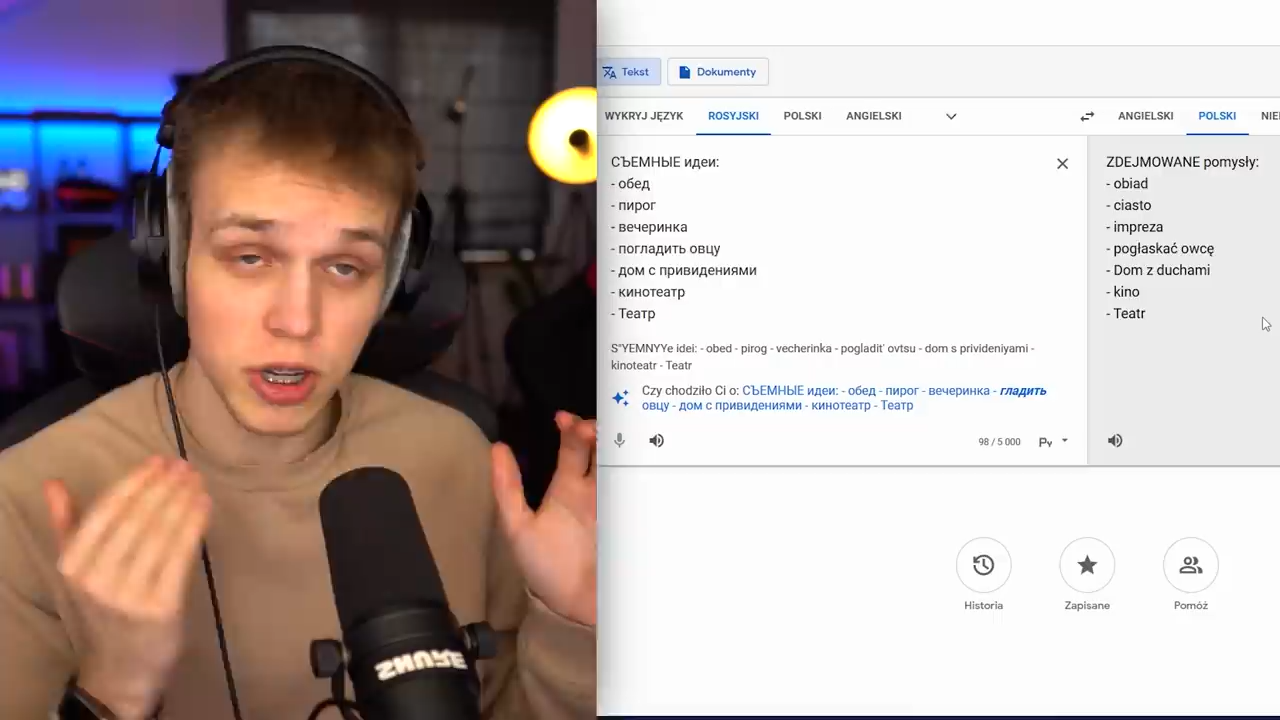 Tekst
Dokumenty
WYKRYJ JĘZYK ROSYJSKI POLSKI ANGIELSKI
ANGIELSKI POLSKI
СЪЕМНЫЕ идеи:
- обед
- пирог
- вечеринка
- погладить овцу
- дом с привидениями
- кинотеатр
- Театр
S"YEMNYYe idei: - obed - pirog - vecherinka - pogladit' ovtsu - dom s privideniyami -
kinoteatr - Teatr
Czy chodziło Ci o: СЪЕМНЫЕ идеи: - обед - пирог - вечеринка - гладить
овцу - дом с привидениями - кинотеатр - Театр
98 / 5 000
Ру
ZDEJMOWANE pomysły:
- obiad
- ciasto
- impreza
- pogłaskać owcę
- Dom z duchami
- kino
- Teatr
Historia
Zapisane
Pomóż
SHURE